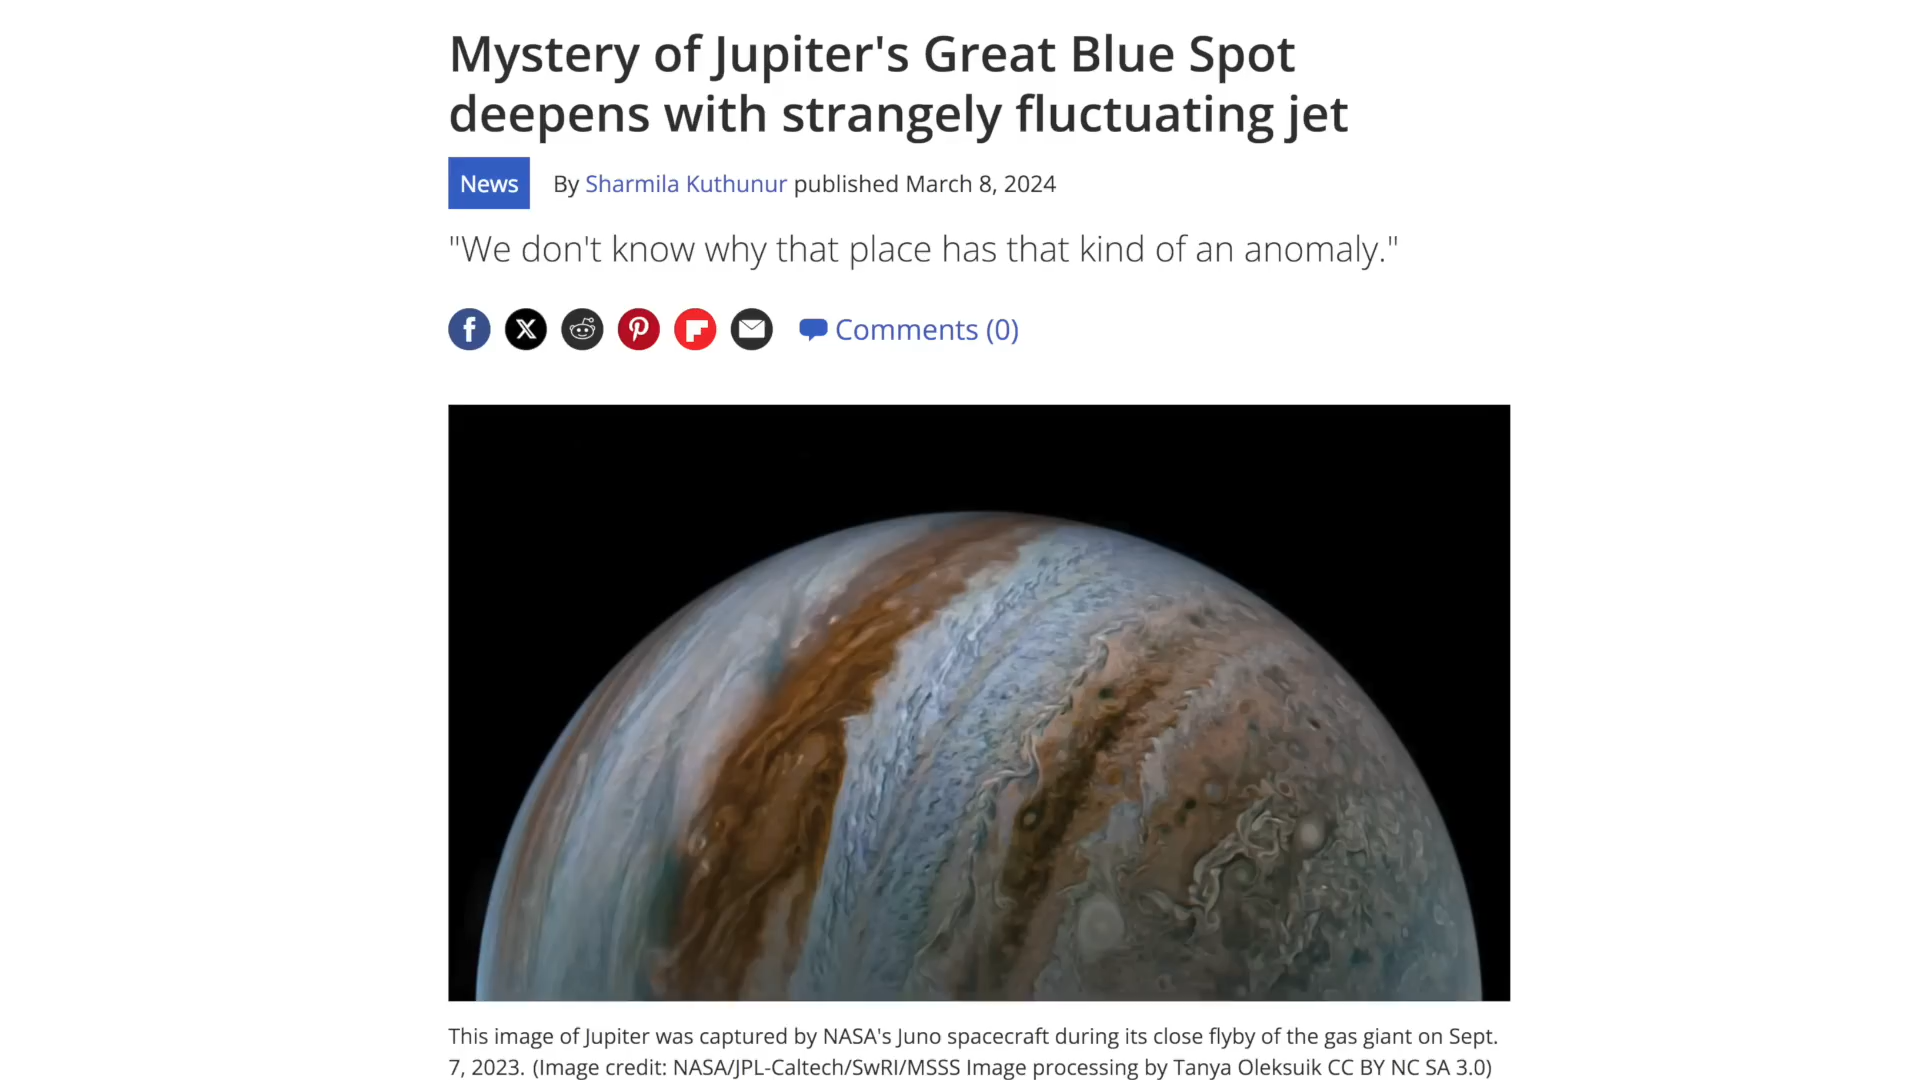 Mystery of Jupiter's Great Blue Spot
deepens with strangely fluctuating jet
News By Sharmila Kuthunur published March 8, 2024
"We don't know why that place has that kind of an anomaly."
Comments (0)
This image of Jupiter was captured by NASA's Juno spacecraft during its close flyby of the gas giant on Sept.
7, 2023. (Image credit: NASA/JPL-Caltech/SwRI/MSSS Image processing by Tanya Oleksuik CC BY NC SA 3.0)